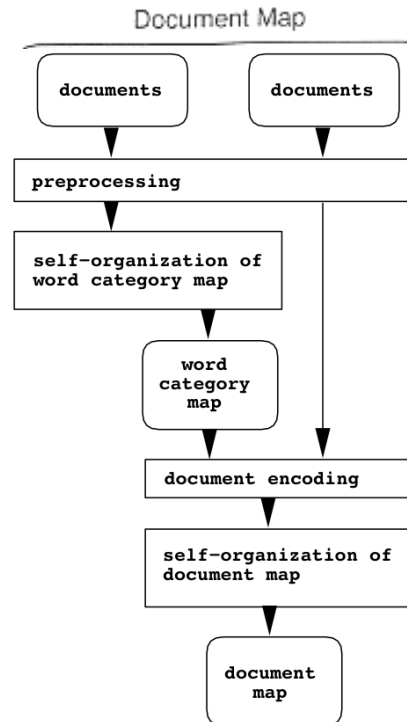 Document Map
documents
documents
preprocessing
self-organization of
word category map
word
category
map
document encoding
self-organization of
document map
document
map